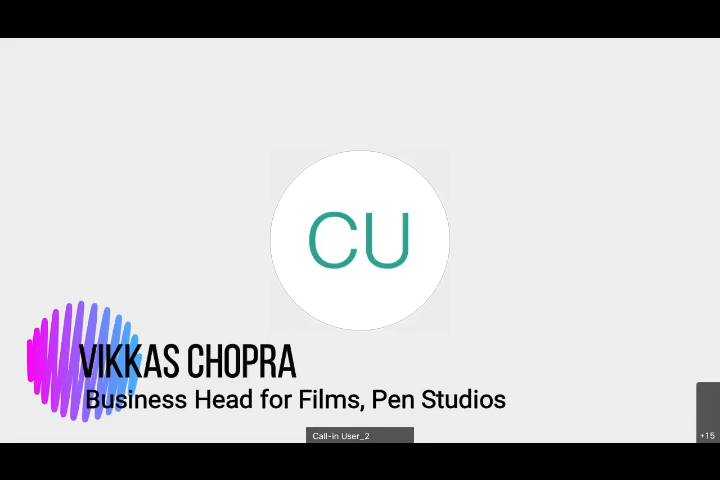 CU
VIKKAS CHOPRA
Business Head for Films, Pen Studios
Call-in User_2
+15